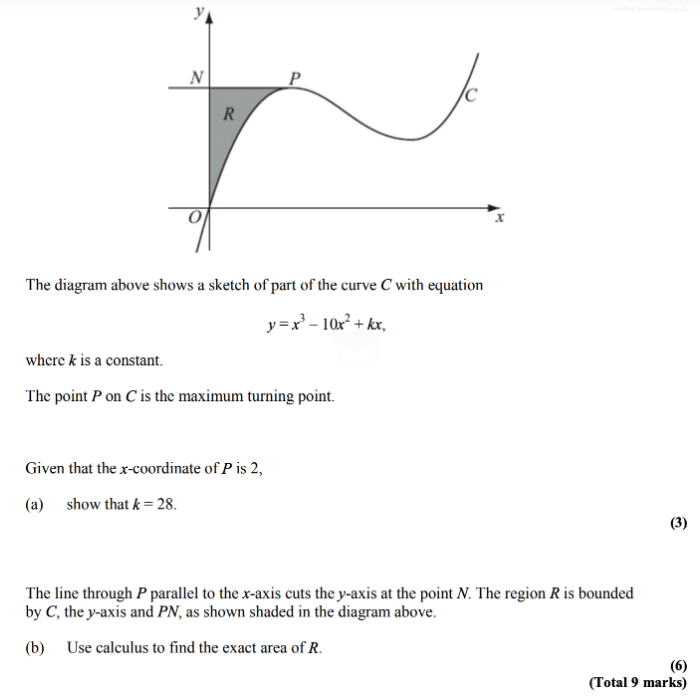 y
N
P
C
R
O
x
The diagram above shows a sketch of part of the curve C with equation
y = x³ – 10x² + kx,
where k is a constant.
The point P on C is the maximum turning point.
Given that the x-coordinate of P is 2,
(a) show that k = 28.
(3)
The line through P parallel to the x-axis cuts the y-axis at the point N. The region R is bounded
by C, the y-axis and PN, as shown shaded in the diagram above.
(b) Use calculus to find the exact area of R.
(6)
(Total 9 marks)